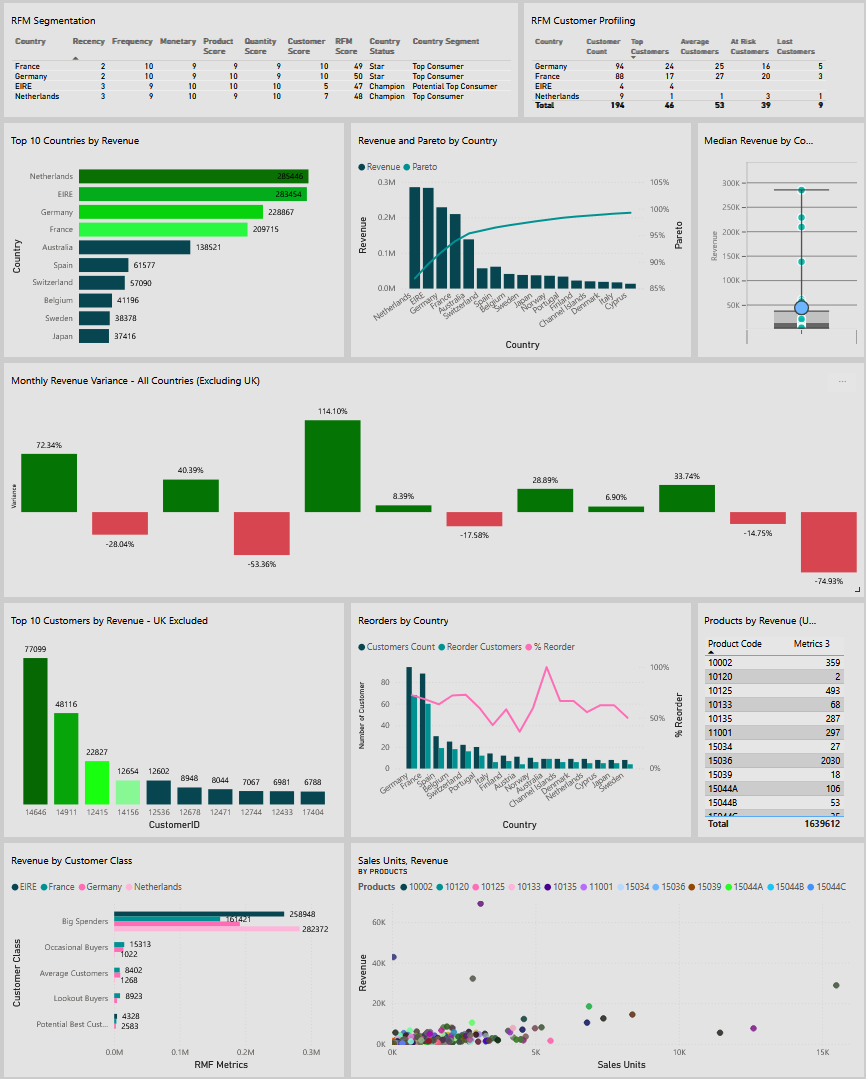 RFM Segmentation
Country Recency Frequency Monetary Product Score Quantity Score Customer Score RFM Score Country Status Country Segment
France 2 10 9 9 9 10 49 Star Top Consumer
Germany 2 10 9 10 9 10 50 Star Top Consumer
EIRE 3 9 10 10 10 5 47 Champion Potential Top Consumer
Netherlands 3 9 10 9 10 7 48 Champion Top Consumer
RFM Customer Profiling
Country Customer Count Top Customers Average Customers At Risk Customers Lost Customers
Germany 94 24 25 16 5
France 88 17 27 20 3
EIRE 4 4
Netherlands 9 1 1 3 1
Total 194 46 53 39 9
Top 10 Countries by Revenue
Country
Netherlands 285446
EIRE 283454
Germany 228867
France 209715
Australia 138521
Spain 61577
Switzerland 57090
Belgium 41196
Sweden 38378
Japan 37416
Revenue and Pareto by Country
Revenue Pareto
0.3M 105%
100%
0.2M
95%
0.1M
90%
0.0M 85%
Revenue
Pareto
Netherlands EIRE Germany France Australia Switzerland Spain Belgium Sweden Japan Norway Portugal Finland Channel Islands Denmark Italy Cyprus
Country
Median Revenue by Co...
Revenue
300K
250K
200K
150K
100K
50K
Monthly Revenue Variance - All Countries (Excluding UK)
...
Variance
72.34% -28.04% 40.39% -53.36% 114.10% 8.39% -17.58% 28.89% 6.90% 33.74% -14.75% -74.93%
Top 10 Customers by Revenue - UK Excluded
77099 48116 22827 12654 12602 8948 8044 7067 6981 6788
14646 14911 12415 14156 12536 12678 12471 12744 12433 17404
CustomerID
Reorders by Country
Customers Count Reorder Customers % Reorder
Number of Customer
80
60
40
20
0
100%
50%
0%
% Reorder
Germany France Spain Belgium Switzerland Portugal Italy Finland Austria Norway Australia Channel Islands Denmark Netherlands Cyprus Japan Sweden
Country
Products by Revenue (U...
Product Code Metrics 3
10002 359
10120 2
10125 493
10133 68
10135 287
11001 297
15034 27
15036 2030
15039 18
15044A 106
15044B 53
Total 1639612
Revenue by Customer Class
EIRE France Germany Netherlands
Customer Class
Big Spenders 258948 161421 282372
Occasional Buyers 15313 1022
Average Customers 8402 1268
Lookout Buyers 8923
Potential Best Cust... 4328 2583
0.0M 0.1M 0.2M 0.3M
RMF Metrics
Sales Units, Revenue
BY PRODUCTS
Products 10002 10120 10125 10133 10135 11001 15034 15036 15039 15044A 15044B 15044C
Revenue
60K
40K
20K
0K
0K 5K 10K 15K
Sales Units